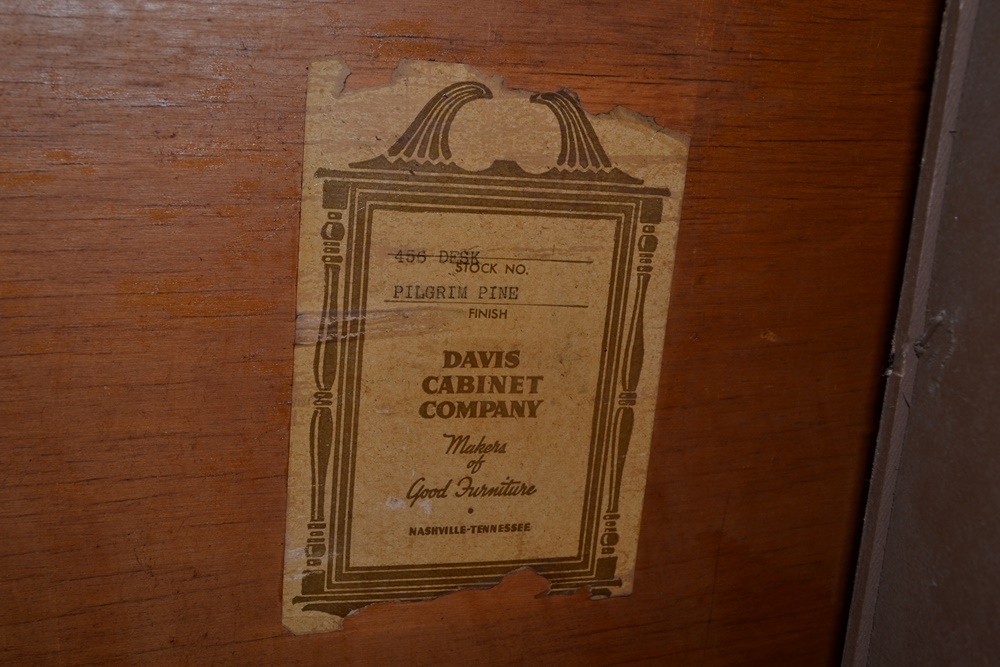 456 DESK
STOCK NO.
PILGRIM PINE
FINISH
DAVIS
CABINET
COMPANY
Makers
of
Good Furniture
•
NASHVILLE-TENNESSEE